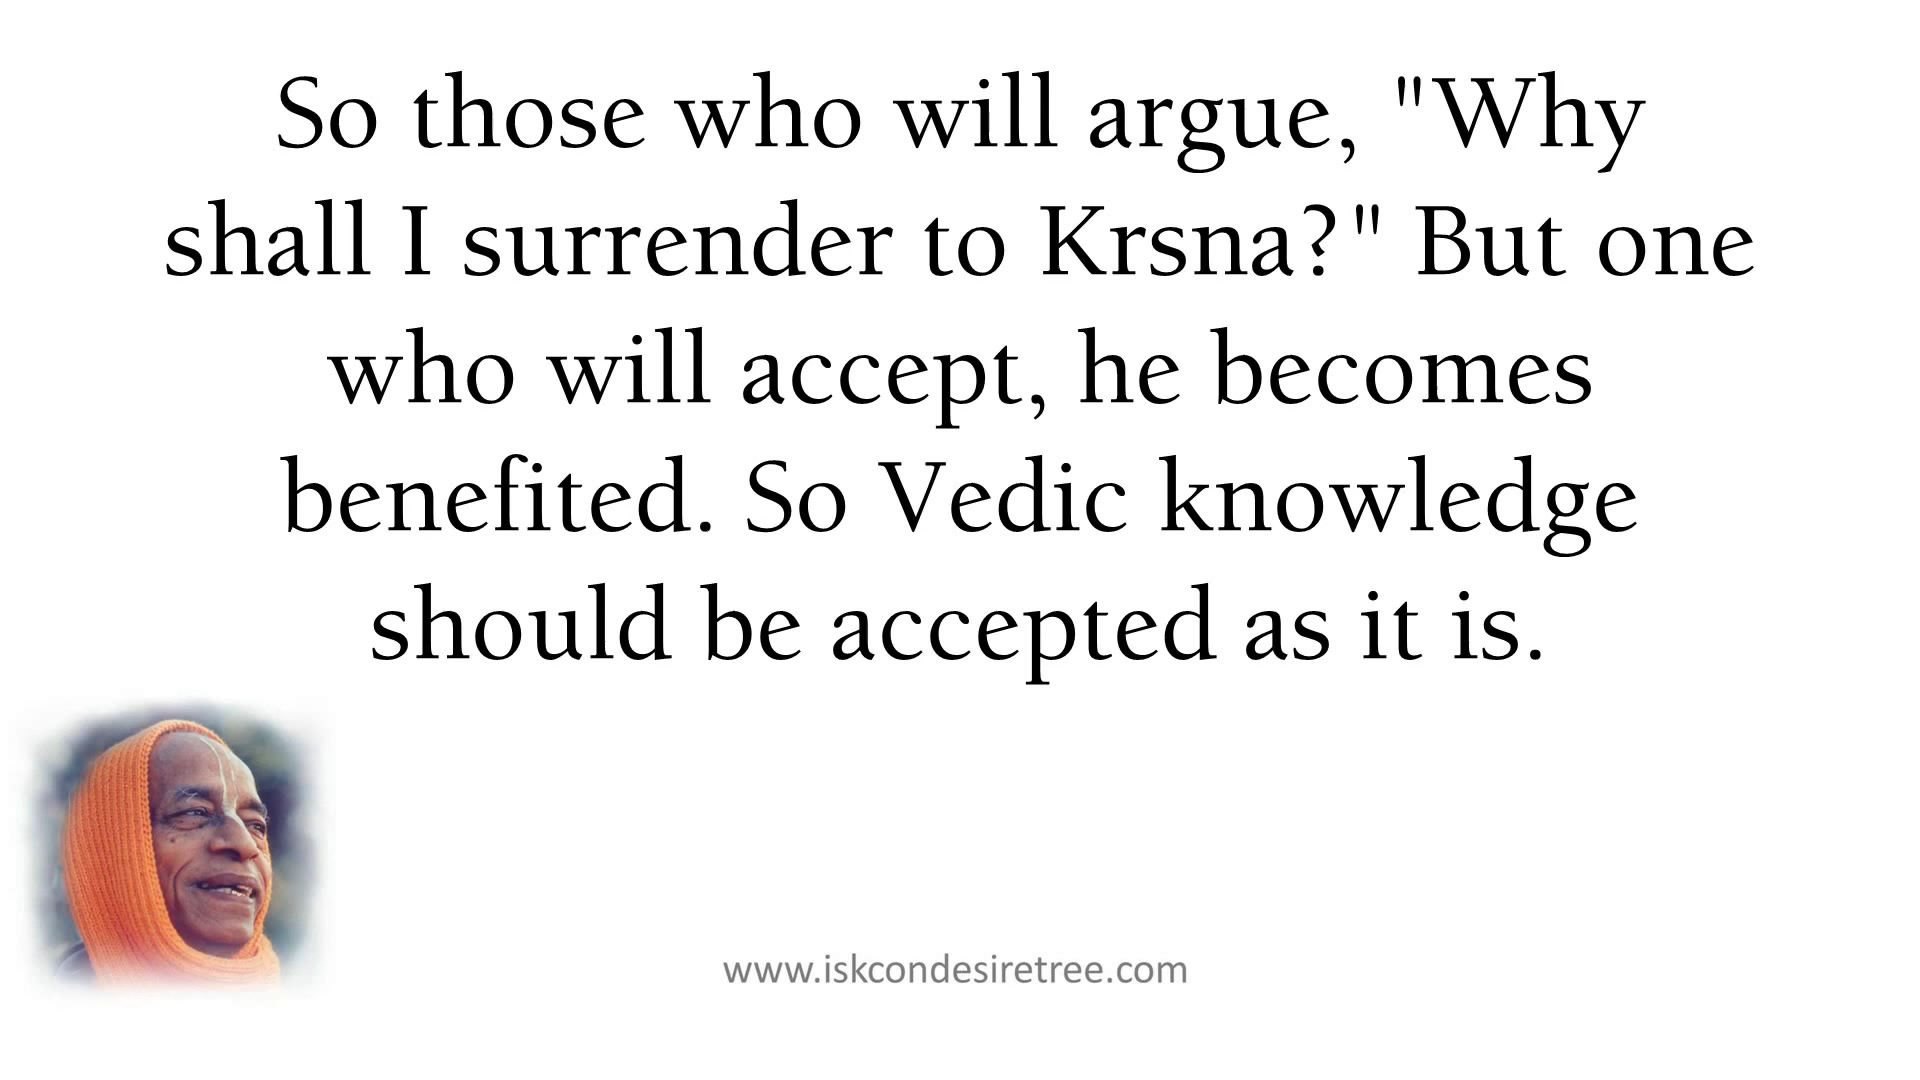 So those who will argue, "Why
shall I surrender to Krsna?" But one
who will accept, he becomes
benefited. So Vedic knowledge
should be accepted as it is.
www.iskcondesiretree.com